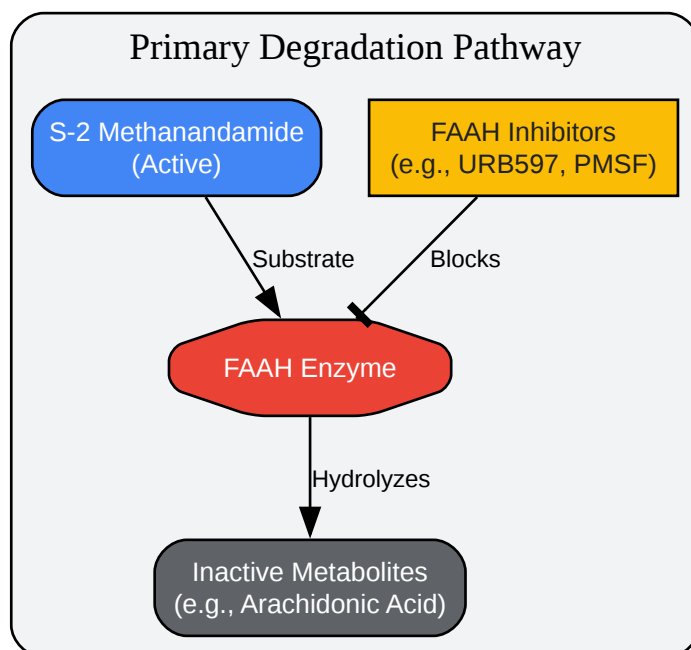 Primary Degradation Pathway
S-2 Methanandamide
(Active)
FAAH Inhibitors
(e.g., URB597, PMSF)
Substrate
Blocks
FAAH Enzyme
Hydrolyzes
Inactive Metabolites
(e.g., Arachidonic Acid)